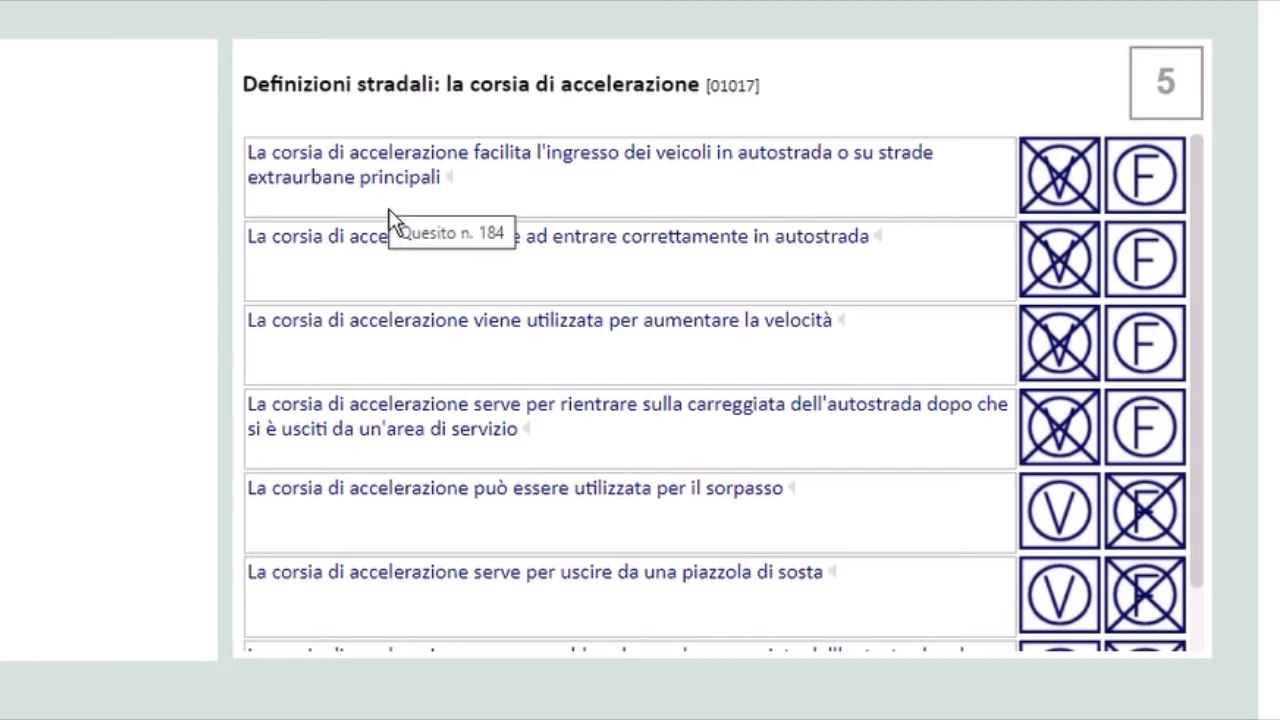 Definizioni stradali: la corsia di accelerazione [01017]
5
La corsia di accelerazione facilita l'ingresso dei veicoli in autostrada o su strade
extraurbane principali
V F
Quesito n. 184
La corsia di acce e ad entrare correttamente in autostrada
V F
La corsia di accelerazione viene utilizzata per aumentare la velocità
V F
La corsia di accelerazione serve per rientrare sulla carreggiata dell'autostrada dopo che
si è usciti da un'area di servizio
V F
La corsia di accelerazione può essere utilizzata per il sorpasso
V F
La corsia di accelerazione serve per uscire da una piazzola di sosta
V F